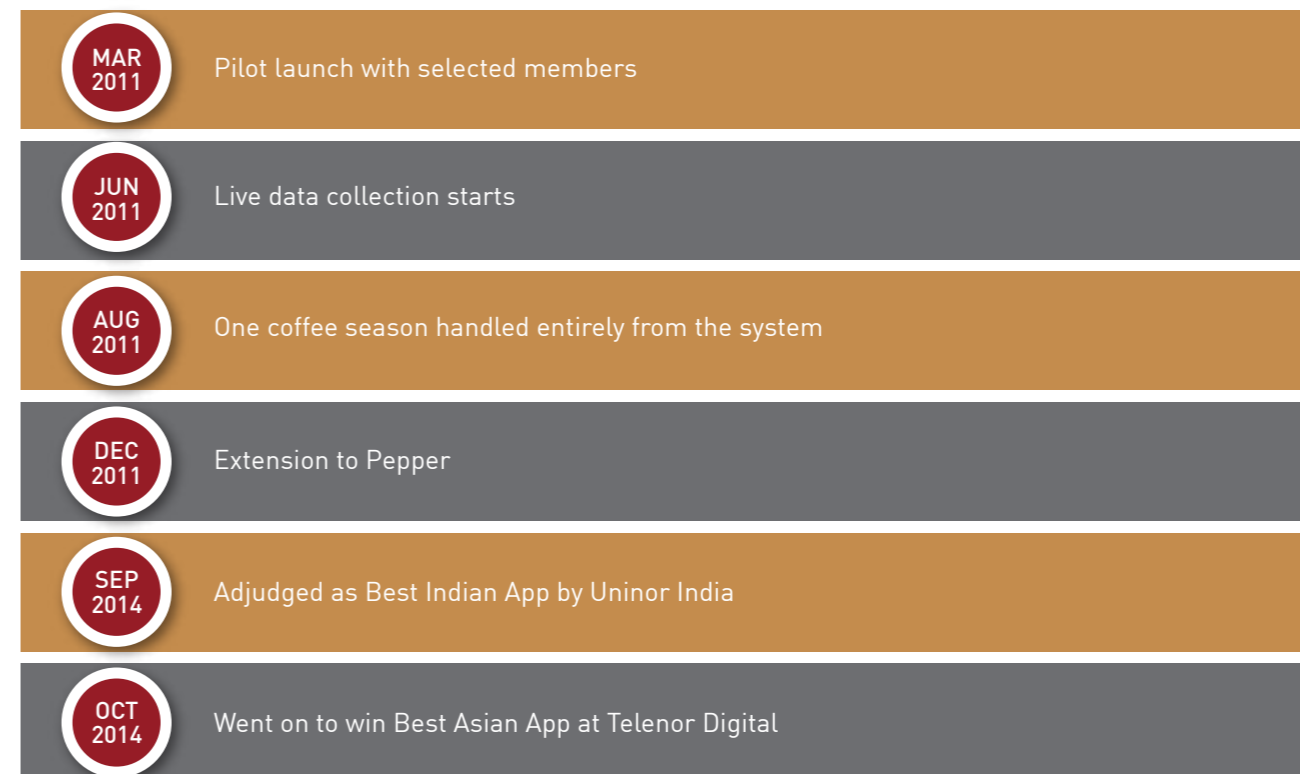 MAR
2011
Pilot launch with selected members
JUN
2011
Live data collection starts
AUG
2011
One coffee season handled entirely from the system
DEC
2011
Extension to Pepper
SEP
2014
Adjudged as Best Indian App by Uninor India
OCT
2014
Went on to win Best Asian App at Telenor Digital